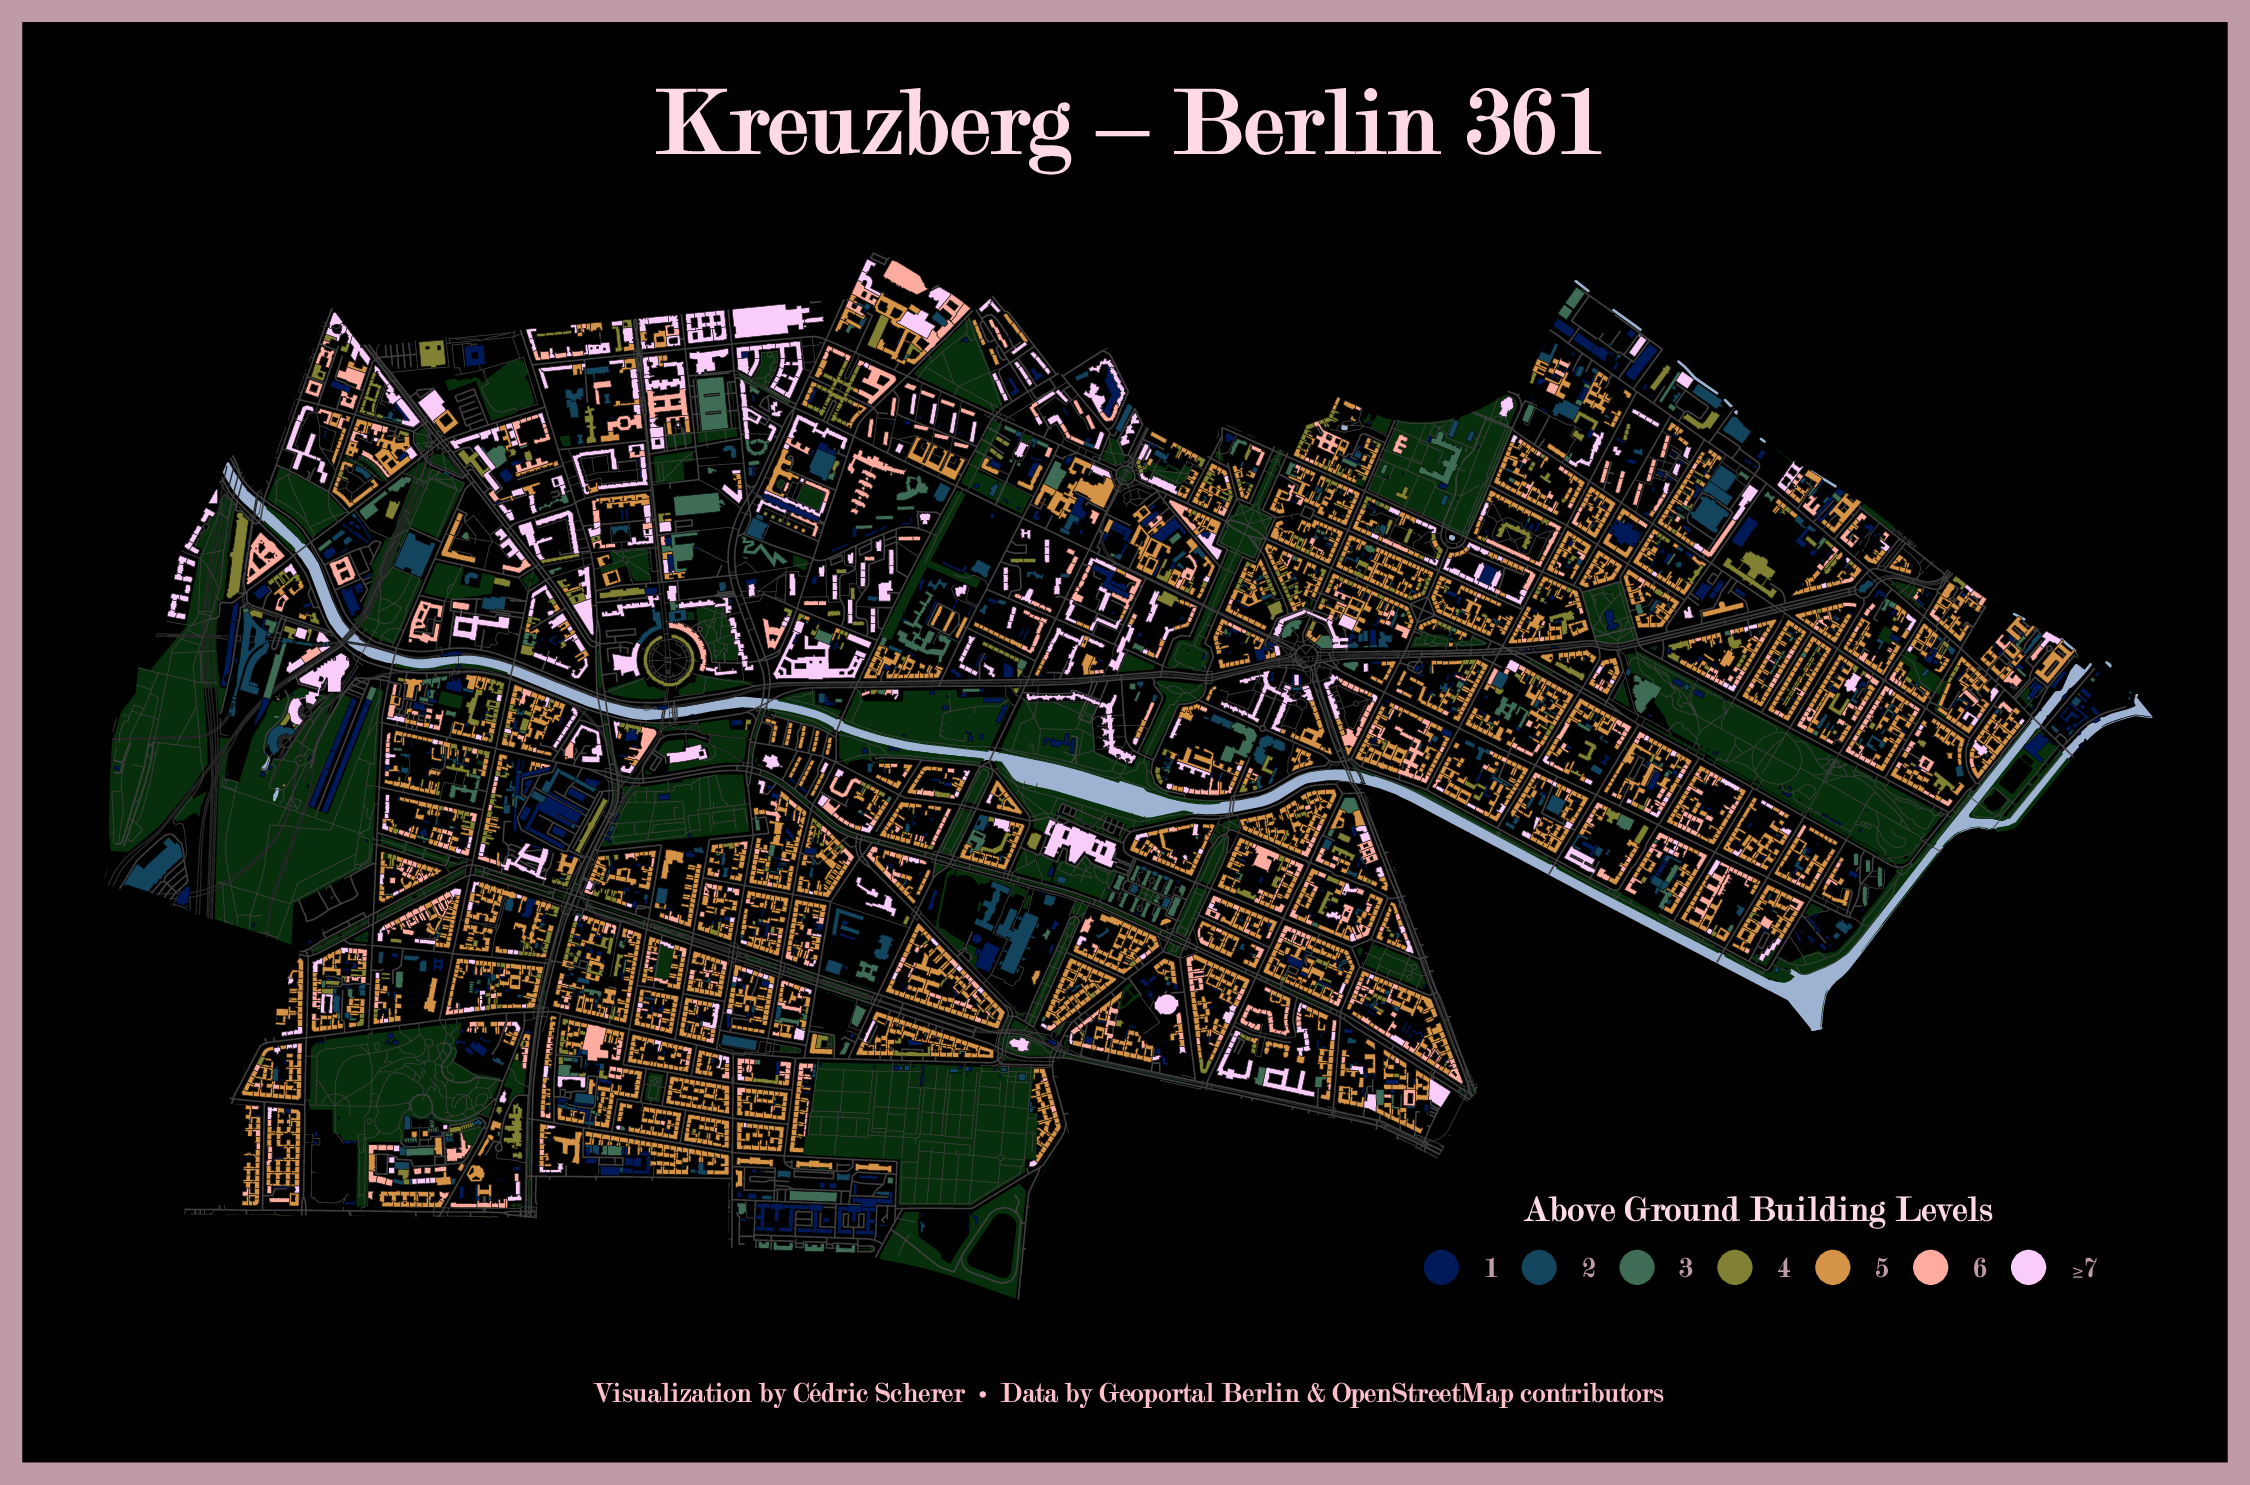 Kreuzberg – Berlin 361
Above Ground Building Levels
1 2 3 4 5 6 ≥7
Visualization by Cédric Scherer • Data by Geoportal Berlin & OpenStreetMap contributors